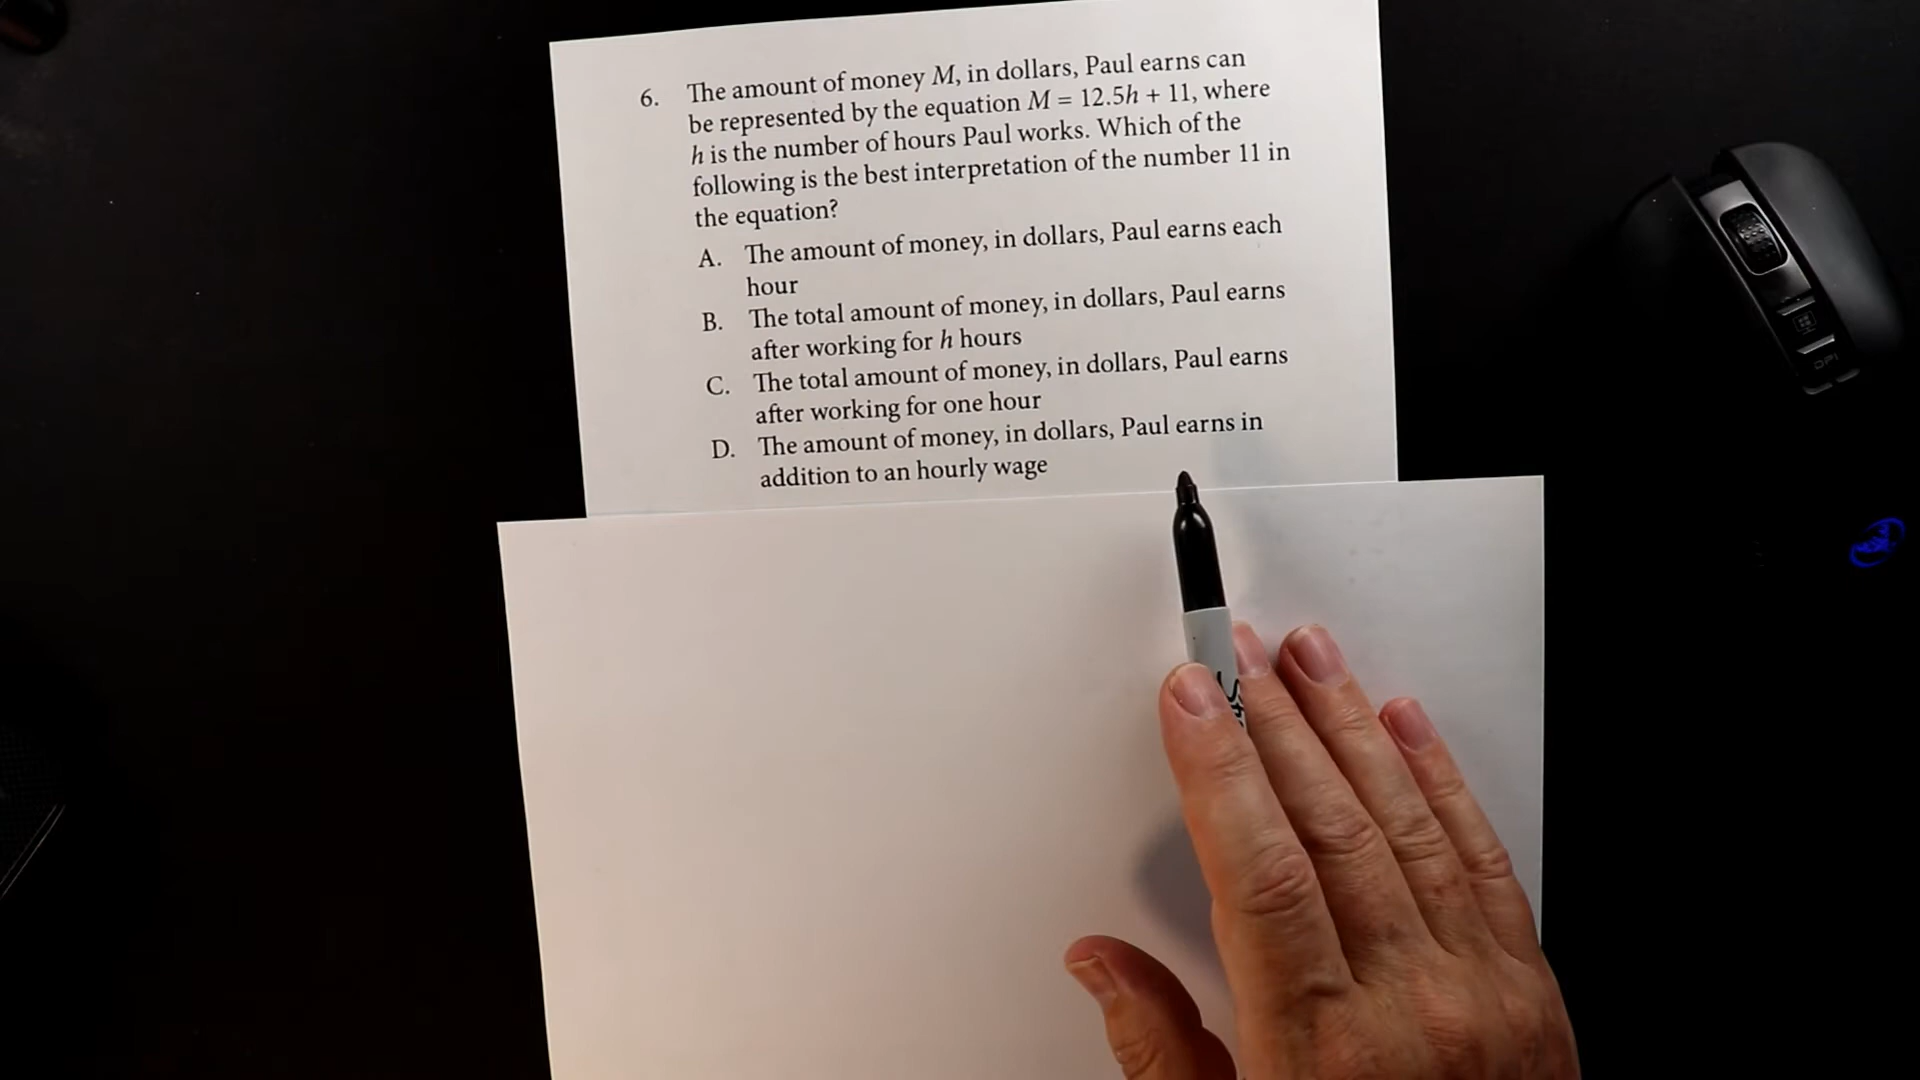 6. The amount of money M, in dollars, Paul earns can
be represented by the equation M = 12.5h + 11, where
h is the number of hours Paul works. Which of the
following is the best interpretation of the number 11 in
the equation?
A. The amount of money, in dollars, Paul earns each
hour
B. The total amount of money, in dollars, Paul earns
after working for h hours
C. The total amount of money, in dollars, Paul earns
after working for one hour
D. The amount of money, in dollars, Paul earns in
addition to an hourly wage
DPI